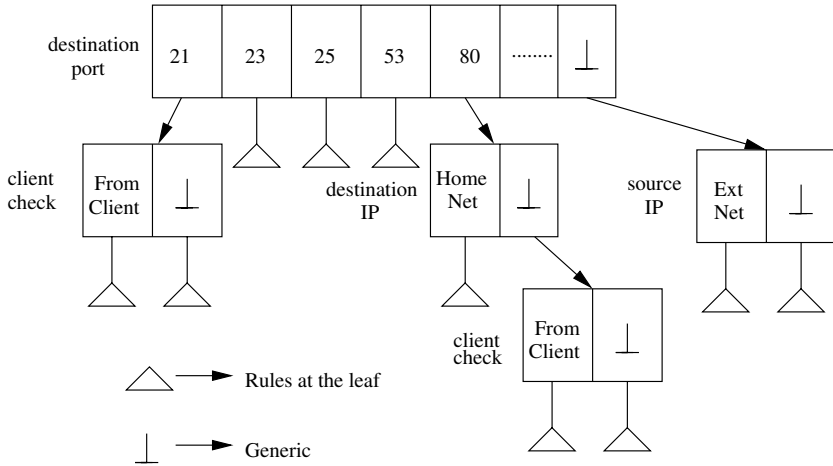 destination
port
21
23
25
53
80
........
client
check
From
Client
destination
IP
Home
Net
source
IP
Ext
Net
client
check
From
Client
Rules at the leaf
Generic